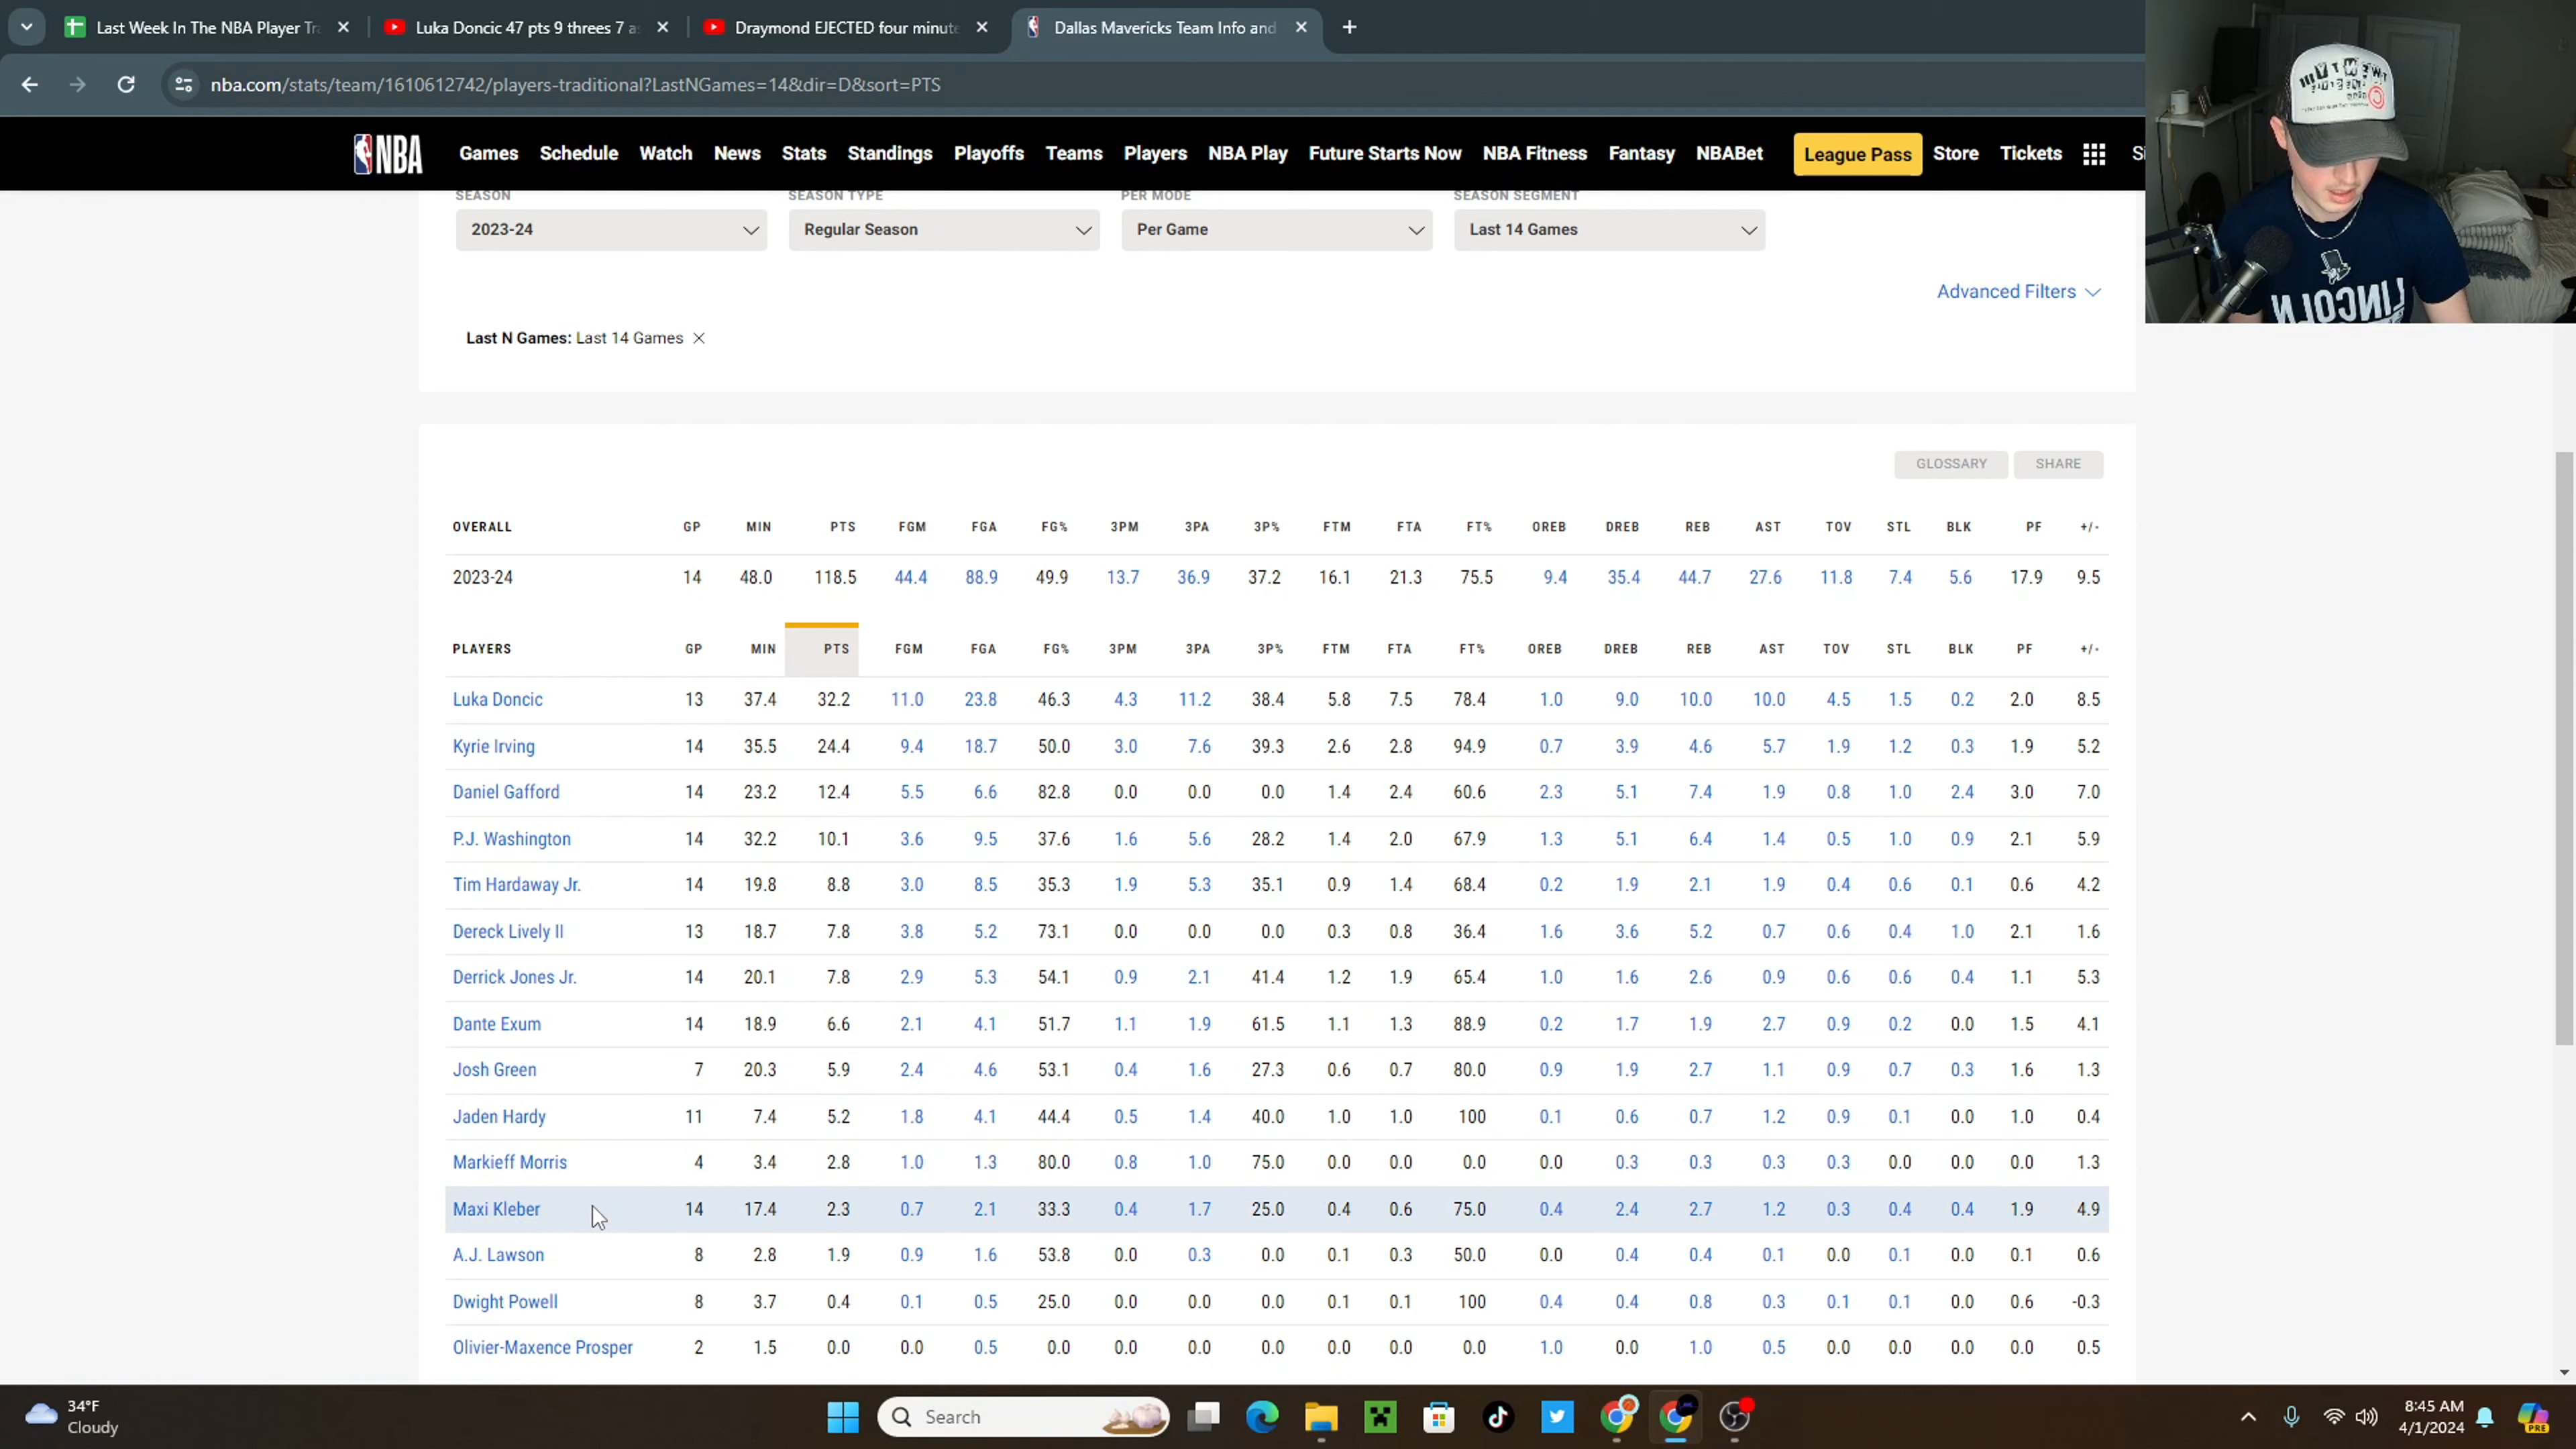 Last Week In The NBA Player Tr
Luka Doncic 47 pts 9 threes 7 a
Draymond EJECTED four minute
Dallas Mavericks Team Info and
nba.com/stats/team/1610612742/players-traditional?LastNGames=14&dir=D&sort=PTS
NBA Games Schedule Watch News Stats Standings Playoffs Teams Players NBA Play Future Starts Now NBA Fitness Fantasy NBABet League Pass Store Tickets Si
SEASON SEASON TYPE PER MODE SEASON SEGMENT
2023-24 Regular Season Per Game Last 14 Games
Advanced Filters
Last N Games: Last 14 Games
GLOSSARY SHARE
OVERALL GP MIN PTS FGM FGA FG% 3PM 3PA 3P% FTM FTA FT% OREB DREB REB AST TOV STL BLK PF +/-
2023-24 14 48.0 118.5 44.4 88.9 49.9 13.7 36.9 37.2 16.1 21.3 75.5 9.4 35.4 44.7 27.6 11.8 7.4 5.6 17.9 9.5
PLAYERS GP MIN PTS FGM FGA FG% 3PM 3PA 3P% FTM FTA FT% OREB DREB REB AST TOV STL BLK PF +/-
Luka Doncic 13 37.4 32.2 11.0 23.8 46.3 4.3 11.2 38.4 5.8 7.5 78.4 1.0 9.0 10.0 10.0 4.5 1.5 0.2 2.0 8.5
Kyrie Irving 14 35.5 24.4 9.4 18.7 50.0 3.0 7.6 39.3 2.6 2.8 94.9 0.7 3.9 4.6 5.7 1.9 1.2 0.3 1.9 5.2
Daniel Gafford 14 23.2 12.4 5.5 6.6 82.8 0.0 0.0 0.0 1.4 2.4 60.6 2.3 5.1 7.4 1.9 0.8 1.0 2.4 3.0 7.0
P.J. Washington 14 32.2 10.1 3.6 9.5 37.6 1.6 5.6 28.2 1.4 2.0 67.9 1.3 5.1 6.4 1.4 0.5 1.0 0.9 2.1 5.9
Tim Hardaway Jr. 14 19.8 8.8 3.0 8.5 35.3 1.9 5.3 35.1 0.9 1.4 68.4 0.2 1.9 2.1 1.9 0.4 0.6 0.1 0.6 4.2
Dereck Lively II 13 18.7 7.8 3.8 5.2 73.1 0.0 0.0 0.0 0.3 0.8 36.4 1.6 3.6 5.2 0.7 0.6 0.4 1.0 2.1 1.6
Derrick Jones Jr. 14 20.1 7.8 2.9 5.3 54.1 0.9 2.1 41.4 1.2 1.9 65.4 1.0 1.6 2.6 0.9 0.6 0.6 0.4 1.1 5.3
Dante Exum 14 18.9 6.6 2.1 4.1 51.7 1.1 1.9 61.5 1.1 1.3 88.9 0.2 1.7 1.9 2.7 0.9 0.2 0.0 1.5 4.1
Josh Green 7 20.3 5.9 2.4 4.6 53.1 0.4 1.6 27.3 0.6 0.7 80.0 0.9 1.9 2.7 1.1 0.9 0.7 0.3 1.6 1.3
Jaden Hardy 11 7.4 5.2 1.8 4.1 44.4 0.5 1.4 40.0 1.0 1.0 100 0.1 0.6 0.7 1.2 0.9 0.1 0.0 1.0 0.4
Markieff Morris 4 3.4 2.8 1.0 1.3 80.0 0.8 1.0 75.0 0.0 0.0 0.0 0.0 0.3 0.3 0.3 0.3 0.0 0.0 0.0 1.3
Maxi Kleber 14 17.4 2.3 0.7 2.1 33.3 0.4 1.7 25.0 0.4 0.6 75.0 0.4 2.4 2.7 1.2 0.3 0.4 0.4 1.9 4.9
A.J. Lawson 8 2.8 1.9 0.9 1.6 53.8 0.0 0.3 0.0 0.1 0.3 50.0 0.0 0.4 0.4 0.1 0.0 0.1 0.0 0.1 0.6
Dwight Powell 8 3.7 0.4 0.1 0.5 25.0 0.0 0.0 0.0 0.1 0.1 100 0.4 0.4 0.8 0.3 0.1 0.1 0.0 0.6 -0.3
Olivier-Maxence Prosper 2 1.5 0.0 0.0 0.5 0.0 0.0 0.0 0.0 0.0 0.0 0.0 1.0 0.0 1.0 0.5 0.0 0.0 0.0 0.0 0.5
34°F
Cloudy
Search
8:45 AM
4/1/2024
PRE
LINCOLN